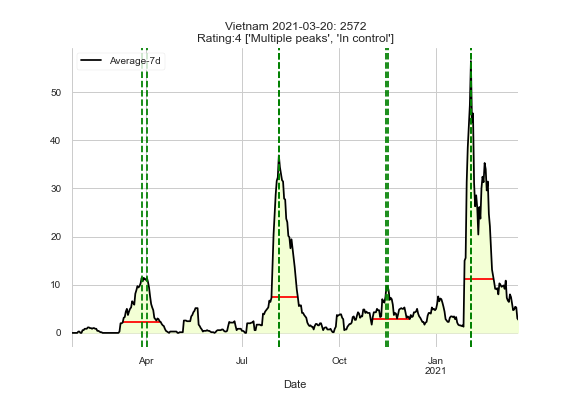 Vietnam 2021-03-20: 2572
Rating:4 ['Multiple peaks', 'In control']
Average-7d
50
40
30
20
10
0
Apr
Jul
Oct
Jan
2021
Date